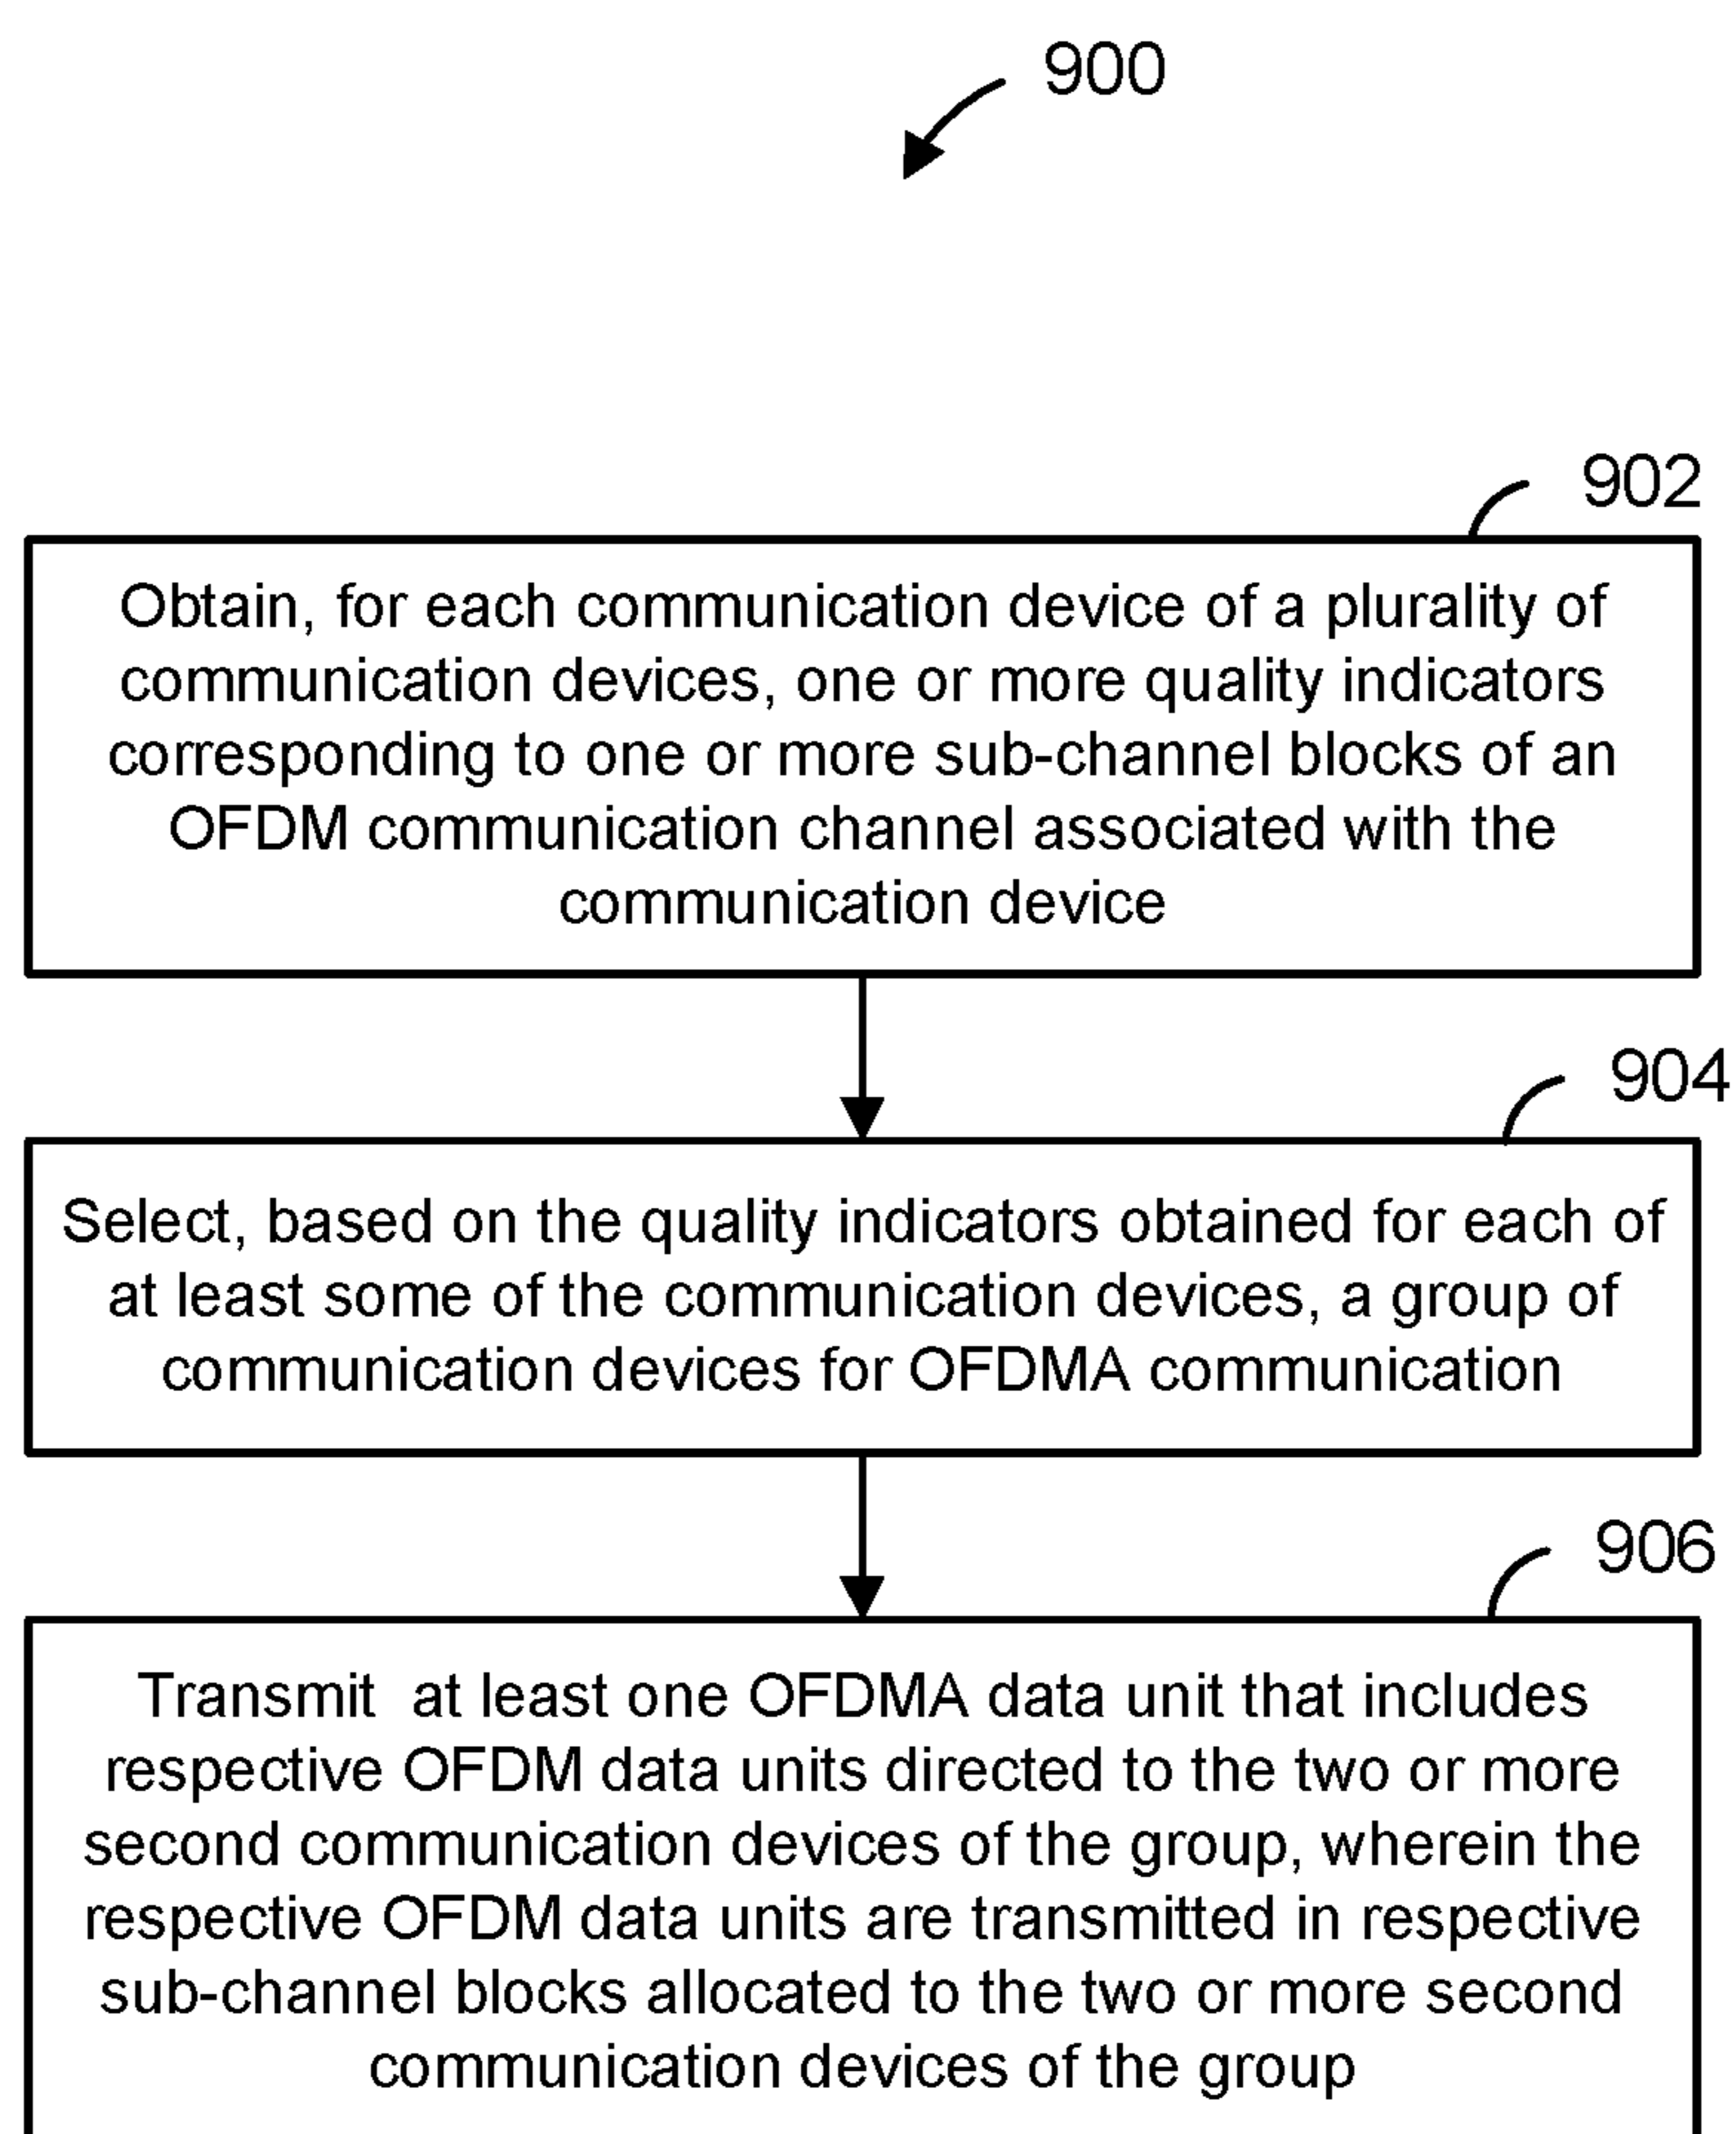 900
902
Obtain, for each communication device of a plurality of
communication devices, one or more quality indicators
corresponding to one or more sub-channel blocks of an
OFDM communication channel associated with the
communication device
904
Select, based on the quality indicators obtained for each of
at least some of the communication devices, a group of
communication devices for OFDMA communication
906
Transmit at least one OFDMA data unit that includes
respective OFDM data units directed to the two or more
second communication devices of the group, wherein the
respective OFDM data units are transmitted in respective
sub-channel blocks allocated to the two or more second
communication devices of the group